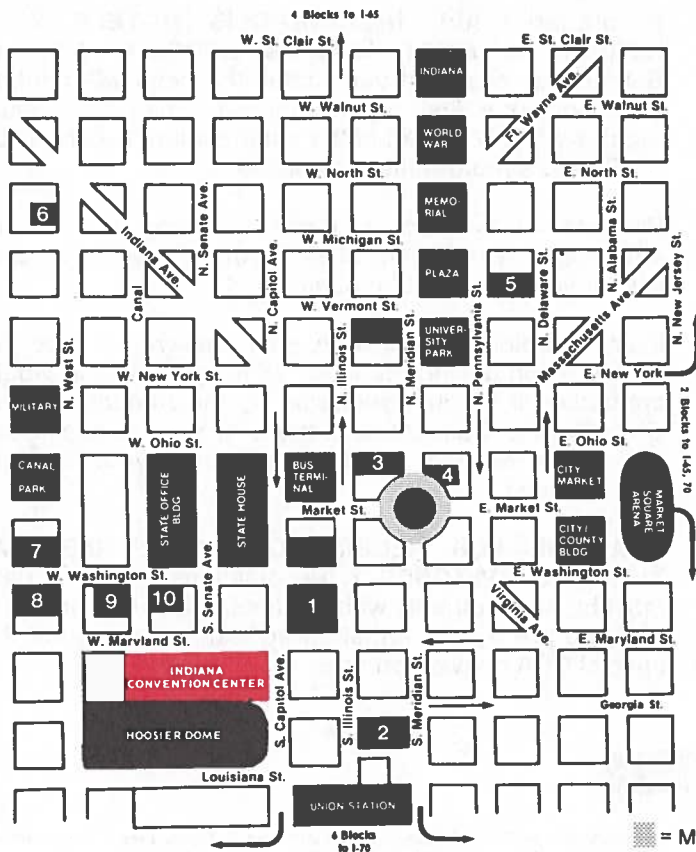 4 Blocks to I-65
W. St. Clair St.
E. St. Clair St.
INDIANA
Ft. Wayne Ave.
W. Walnut St.
E. Walnut St.
WORLD
WAR
W. North St.
E. North St.
6
MEMO-
RIAL
Indiana Ave.
N. Senate Ave.
W. Michigan St.
N. Alabama St.
N. New Jersey St.
Canal
N. Capitol Ave.
PLAZA
5
N. Delaware St.
Massachusetts Ave.
W. Vermont St.
N. West St.
N. Illinois St.
N. Meridian St.
UNIVER-
SITY
PARK
N. Pennsylvania St.
W. New York St.
E. New York
MILITARY
2 Blocks to I-65, 70
W. Ohio St.
E. Ohio St.
CANAL
PARK
STATE OFFICE
BLDG
STATE HOUSE
BUS
TERMI-
NAL
3
4
CITY
MARKET
MARKET
SQUARE
ARENA
Market St.
E. Market St.
7
CITY/
COUNTY
BLDG
W. Washington St.
E. Washington St.
8
9
10
S. Senate Ave.
1
Virginia Ave.
W. Maryland St.
E. Maryland St.
INDIANA
CONVENTION CENTER
S. Capitol Ave.
S. Illinois St.
S. Meridian St.
Georgia St.
HOOSIER DOME
2
Louisiana St.
UNION STATION
6 Blocks
to I-70
= M